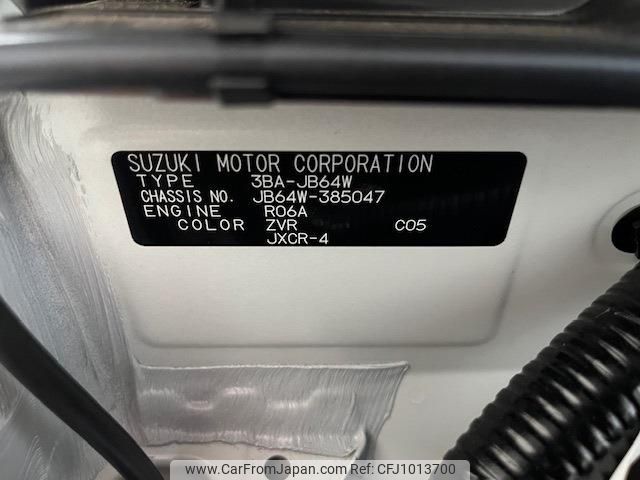 SUZUKI MOTOR CORPORATION
TYPE 3BA-JB64W
CHASSIS NO. JB64W-385047
ENGINE R06A
COLOR ZVR C05
JXCR-4
www.CarFromJapan.com | ID: CFJ1013700